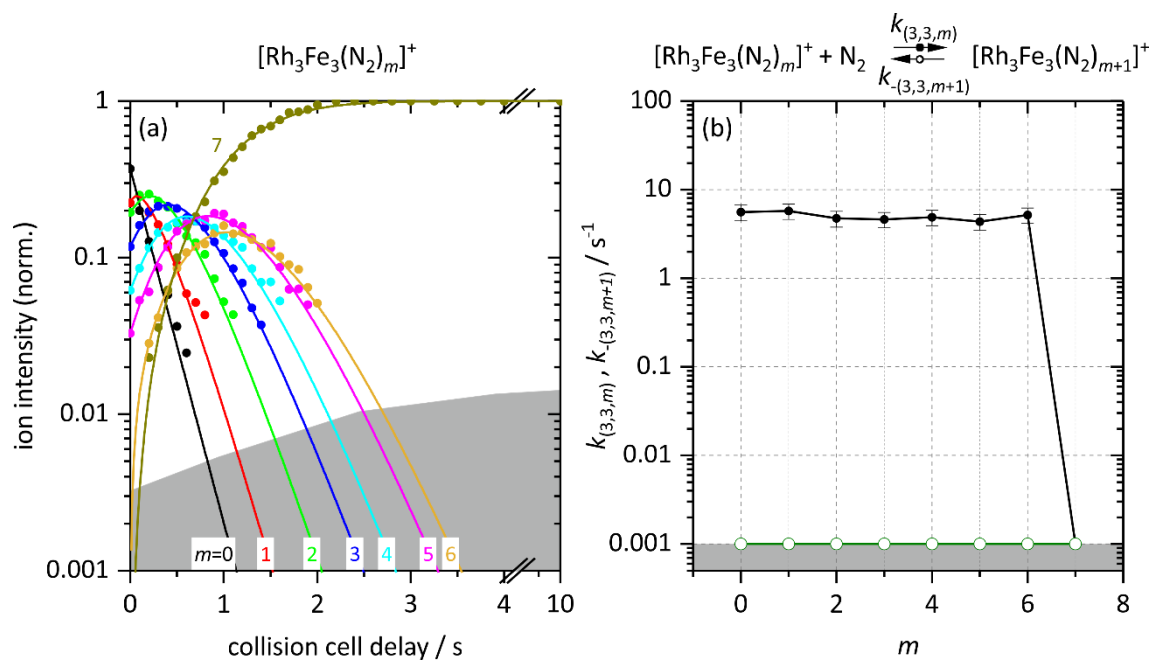 [Rh₃Fe₃(N₂)ₘ]⁺
(a)
ion intensity (norm.)
1
0.1
0.01
0.001
7
m=0 1 2 3 4 5 6
0 1 2 3 4 10
collision cell delay / s
k₍₃,₃,ₘ₎
[Rh₃Fe₃(N₂)ₘ]⁺ + N₂ [Rh₃Fe₃(N₂)ₘ₊₁]⁺
k₋₍₃,₃,ₘ₊₁₎
(b)
k₍₃,₃,ₘ₎ , k₋₍₃,₃,ₘ₊₁₎ / s⁻¹
100
10
1
0.1
0.01
0.001
0 2 4 6 8
m